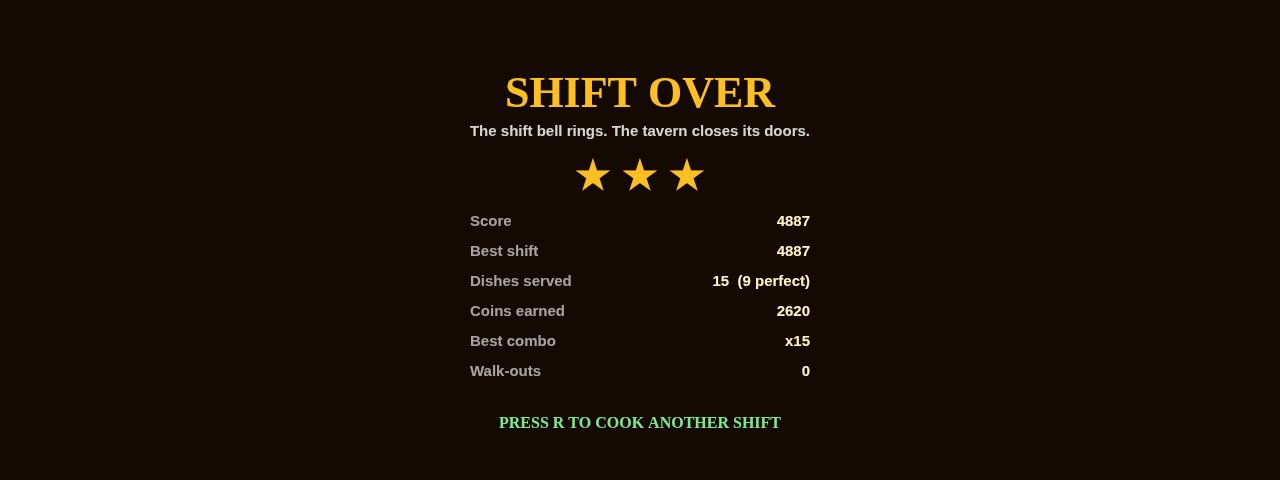 SHIFT OVER
The shift bell rings. The tavern closes its doors.
★ ★ ★
Score 4887
Best shift 4887
Dishes served 15 (9 perfect)
Coins earned 2620
Best combo x15
Walk-outs 0
PRESS R TO COOK ANOTHER SHIFT